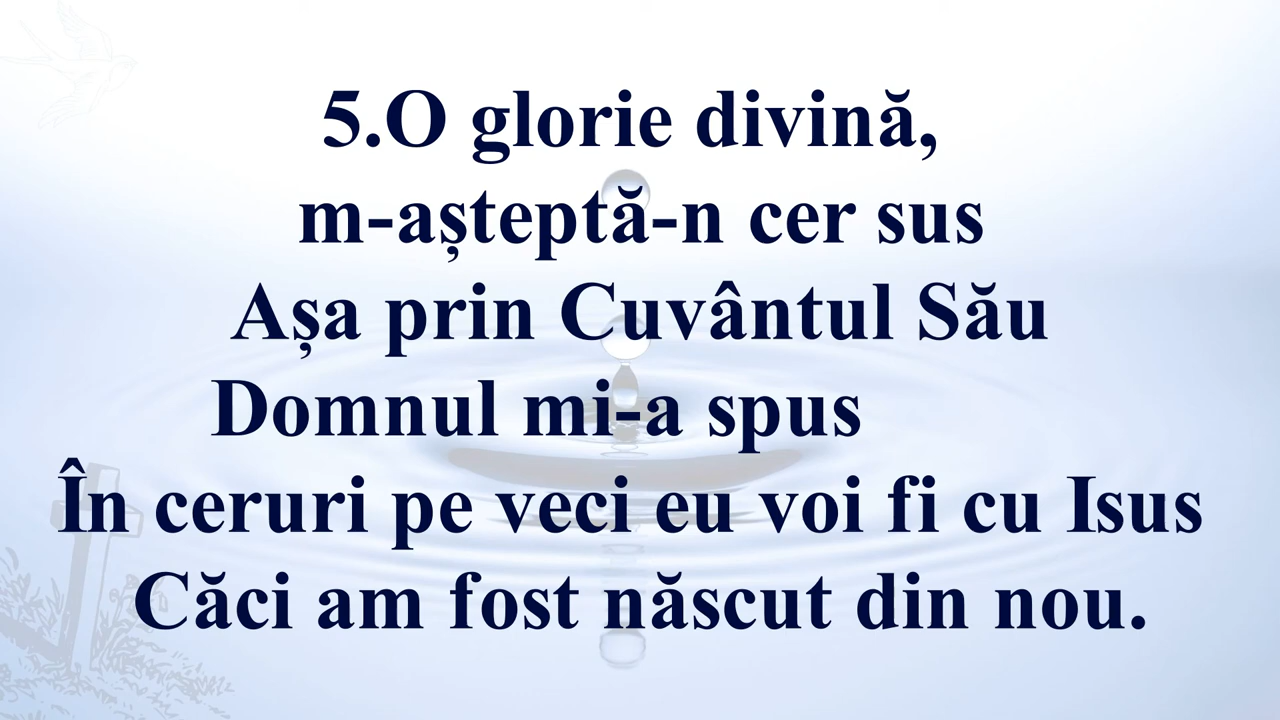 5.O glorie divină,
m-așteptă-n cer sus
Așa prin Cuvântul Său
Domnul mi-a spus
În ceruri pe veci eu voi fi cu Isus
Căci am fost născut din nou.